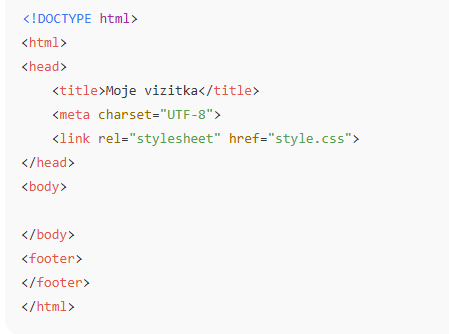 <!DOCTYPE html>
<html>
<head>
    <title>Moje vizitka</title>
    <meta charset="UTF-8">
    <link rel="stylesheet" href="style.css">
</head>
<body>

</body>
<footer>
</footer>
</html>